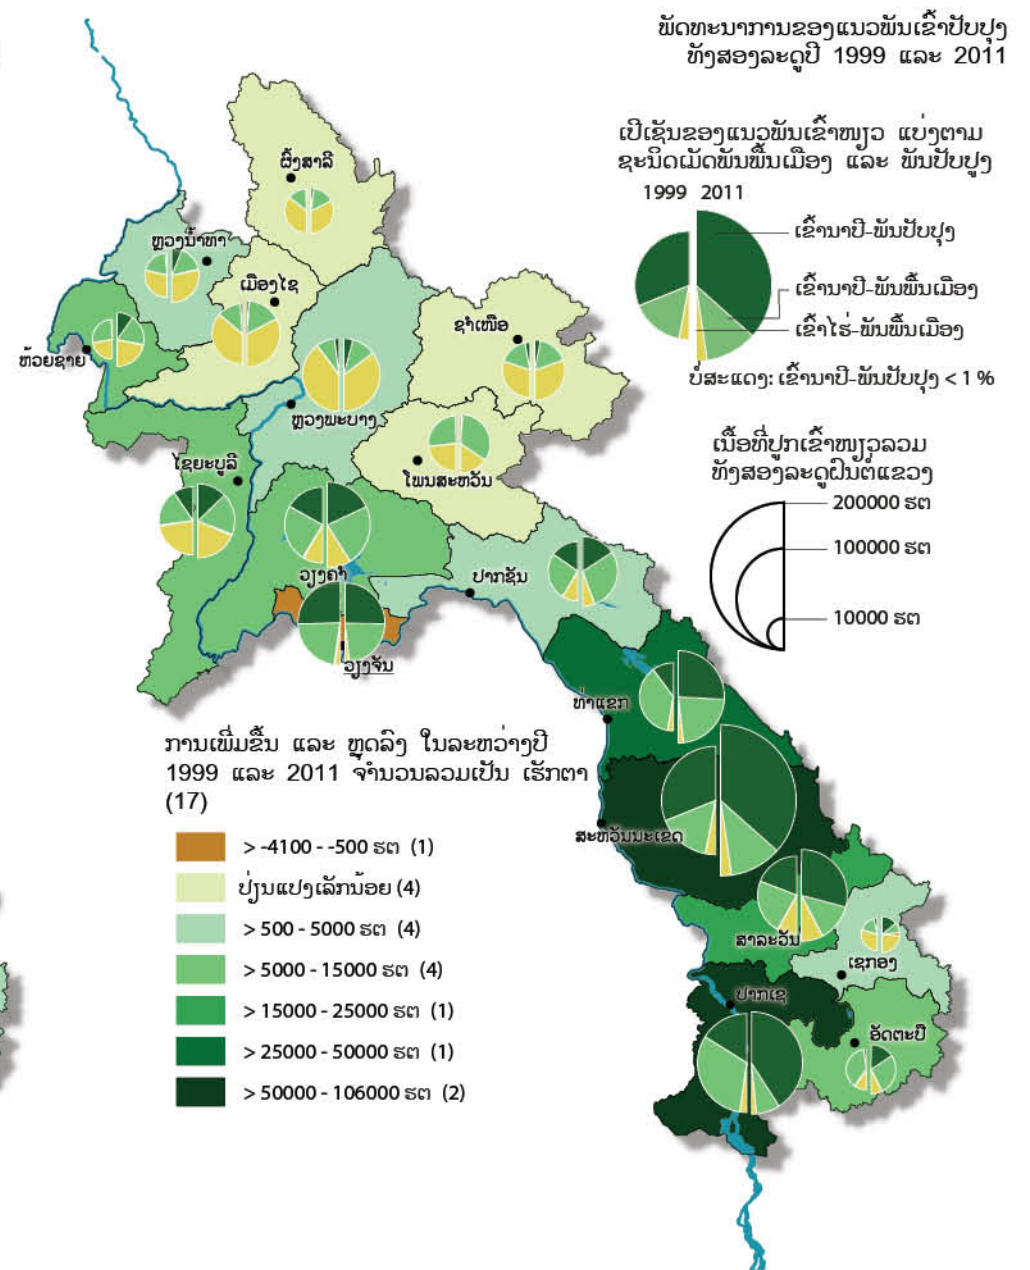 ພັດທະນາການຂອງແນວພັນເຂົ້າປັບປຸງ
ທັງສອງລະດູປີ 1999 ແລະ 2011
ເປີເຊັນຂອງແນວພັນເຂົ້າໜຽວ ແບ່ງຕາມ
ຊະນິດເມັດພັນພື້ນເມືອງ ແລະ ພັນປັບປູງ
1999 2011
ເຂົ້ານາປີ-ພັນປັບປຸງ
ເຂົ້ານາປີ-ພັນພື້ນເມືອງ
ເຂົ້າໄຮ່-ພັນພື້ນເມືອງ
ບໍ່ສະແດງ: ເຂົ້ານາປີ-ພັນປັບປຸງ < 1 %
ເນື້ອທີ່ປູກເຂົ້າໜຽວລວມ
ທັງສອງລະດູຝົນຕໍ່ແຂວງ
200000 ຮຕ
100000 ຮຕ
10000 ຮຕ
ຜົ້ງສາລີ
ຫຼວງນ້ຳທາ
ເມືອງໄຊ
ຊຳເໜືອ
ຫ້ວຍຊາຍ
ຫຼວງພະບາງ
ໄຊຍະບູລີ
ໂພນສະຫວັນ
ວຽງຄຳ
ປາກຊັນ
ວຽງຈັນ
ທ່າແຂກ
ສະຫວັນນະເຂດ
ສາລະວັນ
ເຊກອງ
ປາກເຊ
ອັດຕະປື
ການເພີ່ມຂຶ້ນ ແລະ ຫຼຸດລົງ ໃນລະຫວ່າງປີ
1999 ແລະ 2011 ຈຳນວນລວມເປັນ ເຮັກຕາ
(17)
> -4100 - -500 ຮຕ (1)
ປ່ຽນແປງເລັກນ້ອຍ (4)
> 500 - 5000 ຮຕ (4)
> 5000 - 15000 ຮຕ (4)
> 15000 - 25000 ຮຕ (1)
> 25000 - 50000 ຮຕ (1)
> 50000 - 106000 ຮຕ (2)